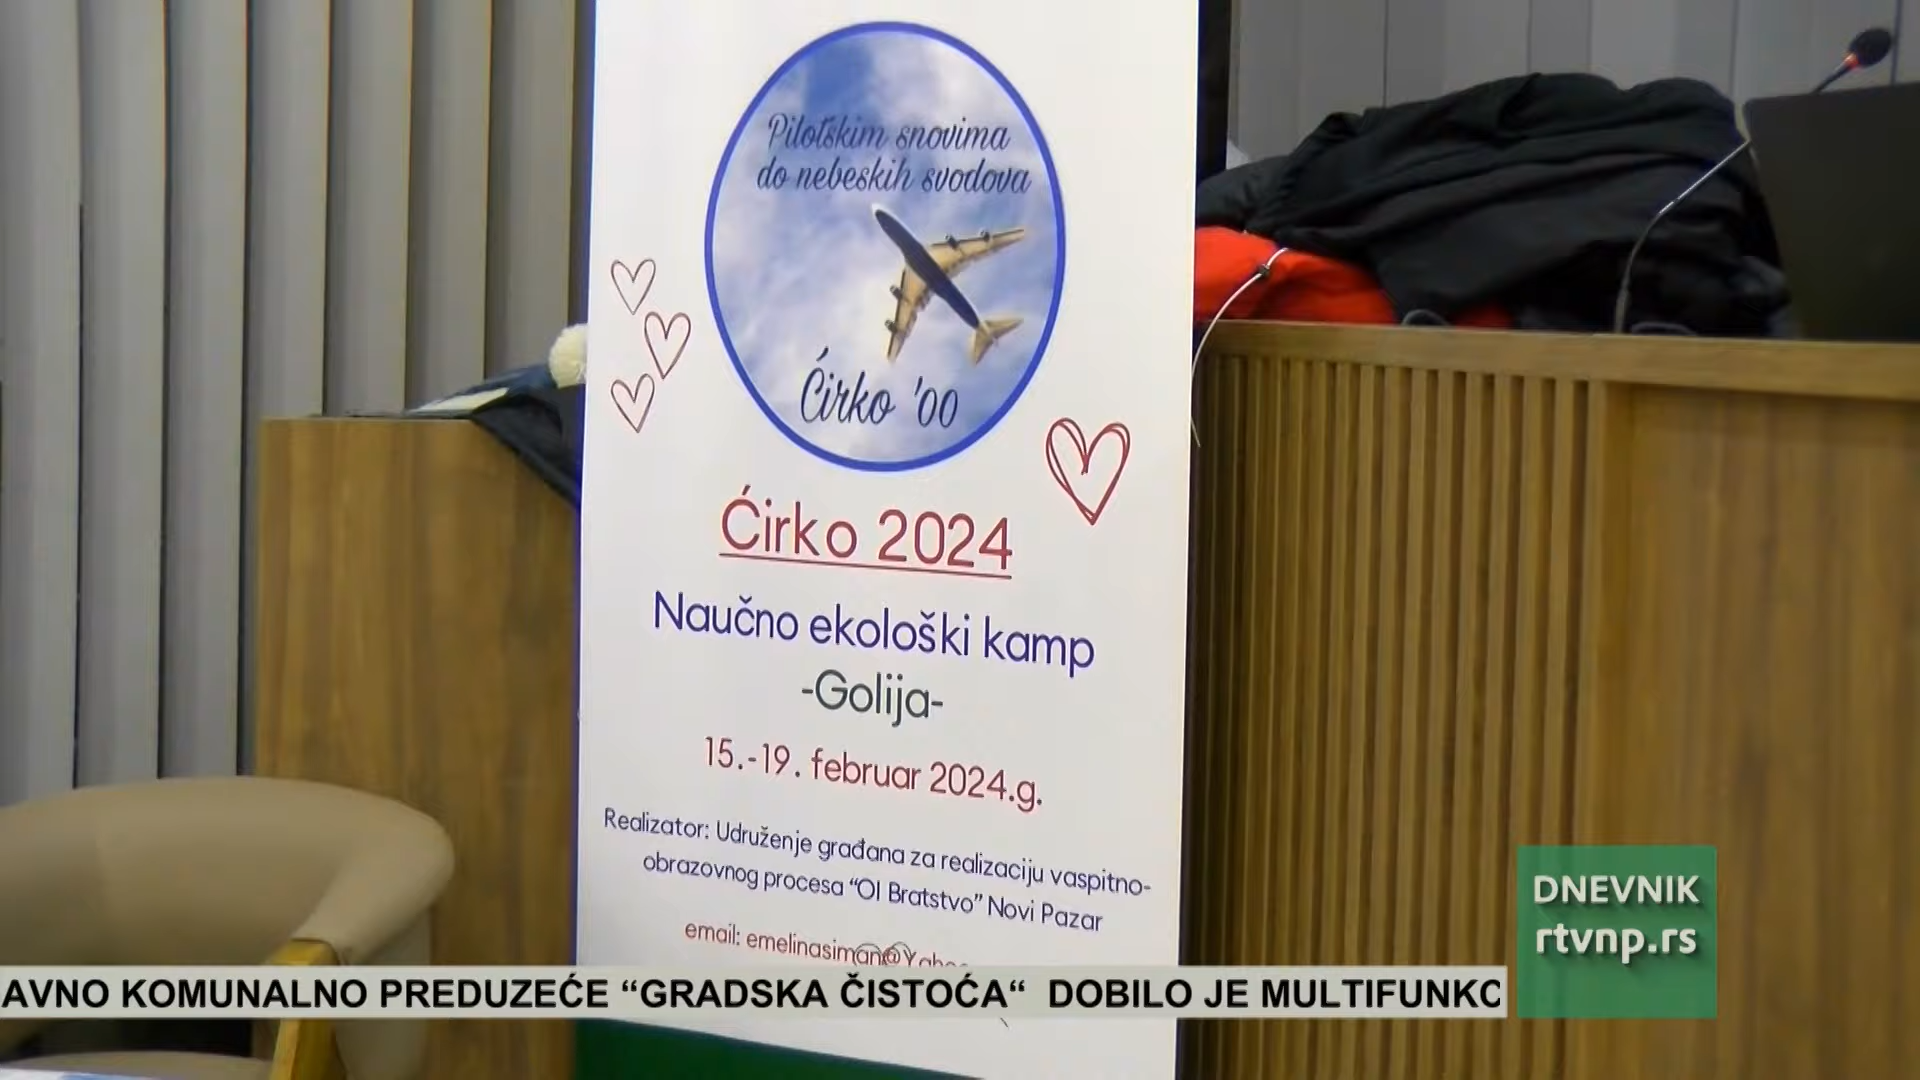 Pilotskim snovima
do nebeskih svodova
Ćirko '00
Ćirko 2024
Naučno ekološki kamp
-Golija-
15.-19. februar 2024.g.
Realizator: Udruženje građana za realizaciju vaspitno-
obrazovnog procesa “OI Bratstvo” Novi Pazar
email:
DNEVNIK
rtvnp.rs
AVNO KOMUNALNO PREDUZEĆE “GRADSKA ČISTOĆA“ DOBILO JE MULTIFUNKC